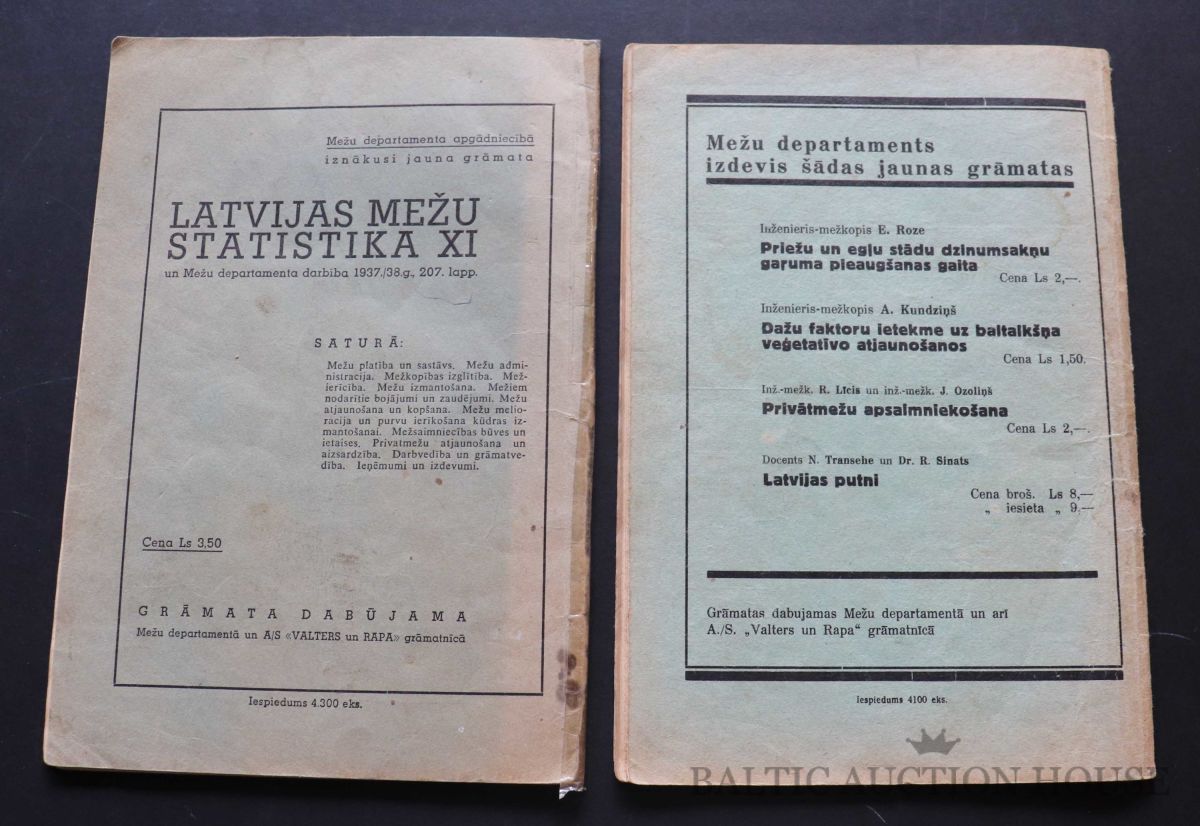 Mežu departamenta apgādniecībā
iznākusi jauna grāmata
LATVIJAS MEŽU
STATISTIKA XI
un Mežu departamenta darbība 1937./38.g., 207. lapp.
SATURĀ:
Mežu platība un sastāvs. Mežu admi-
nistracija. Mežkopības izglītība. Mež-
ierīcība. Mežu izmantošana. Mežiem
nodarītie bojājumi un zaudējumi. Mežu
atjaunošana un kopšana. Mežu melio-
rācija un purvu ierīkošana kūdras iz-
mantošanai. Mežsaimniecības būves un
ietaises. Privatmežu atjaunošana un
aizsardzība. Darbvedība un grāmatve-
dība. Ieņēmumi un izdevumi.
Cena Ls 3.50
GRĀMATA DABŪJAMA
Mežu departamentā un A/S «VALTERS un RAPA» grāmatnīcā
Iespiedums 4.300 eks.
Mežu departaments
izdevis šādas jaunas grāmatas
Inženieris-mežkopis E. Roze
Priežu un egļu stādu dzinumsakņu
garuma pieaugšanas gaita
Cena Ls 2,—.
Inženieris-mežkopis A. Kundziņš
Dažu faktoru ietekme uz baltalkšņa
veģetatīvo atjaunošanos
Cena Ls 1,50.
Inž.-mežk. R. Līcis un inž.-mežk. J. Ozoliņš
Privātmežu apsaimniekošana
Cena Ls 2,—.
Docents N. Transehe un Dr. R. Sināts
Latvijas putni
Cena broš. Ls 8,—
„ iesieta „ 9.—
Grāmatas dabujamas Mežu departamentā un arī
A./S. „Valters un Rapa“ grāmatnīcā
Iespiedums 4100 eks.
BALTIC AUCTION HOUSE